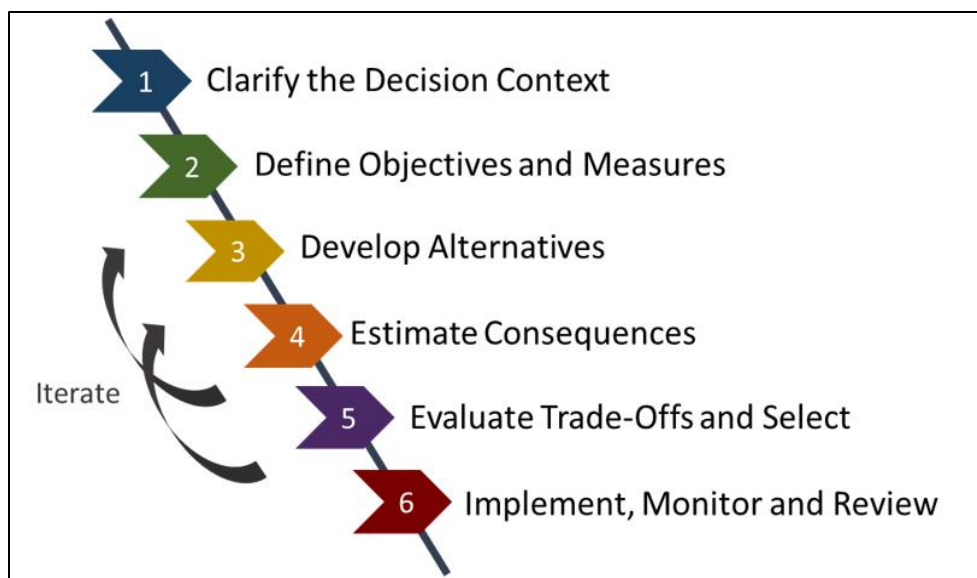 1 Clarify the Decision Context
2 Define Objectives and Measures
3 Develop Alternatives
4 Estimate Consequences
Iterate
5 Evaluate Trade-Offs and Select
6 Implement, Monitor and Review